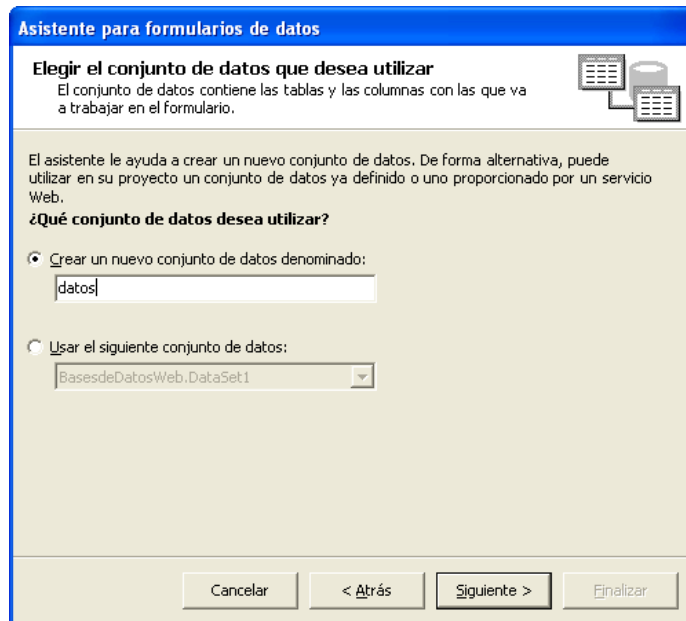 Asistente para formularios de datos
Elegir el conjunto de datos que desea utilizar
El conjunto de datos contiene las tablas y las columnas con las que va
a trabajar en el formulario.
El asistente le ayuda a crear un nuevo conjunto de datos. De forma alternativa, puede
utilizar en su proyecto un conjunto de datos ya definido o uno proporcionado por un servicio
Web.
¿Qué conjunto de datos desea utilizar?
Crear un nuevo conjunto de datos denominado:
datos
Usar el siguiente conjunto de datos:
BasesdeDatosWeb.DataSet1
Cancelar < Atrás Siguiente > Finalizar